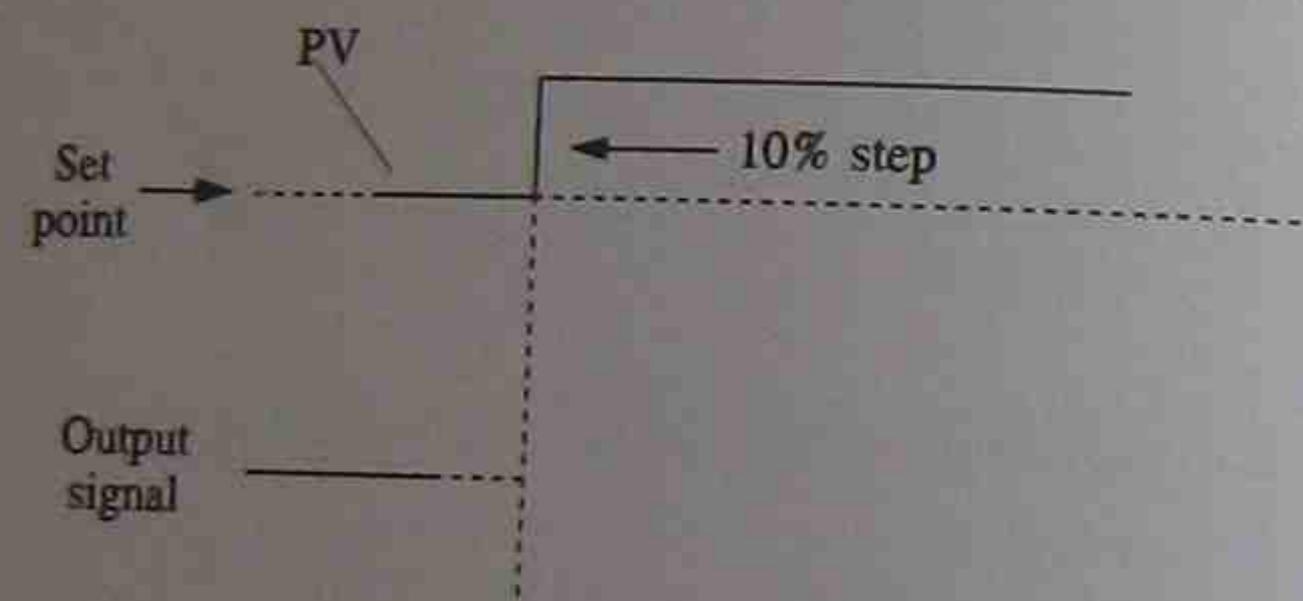 PV
10% step
Set
point
Output
signal